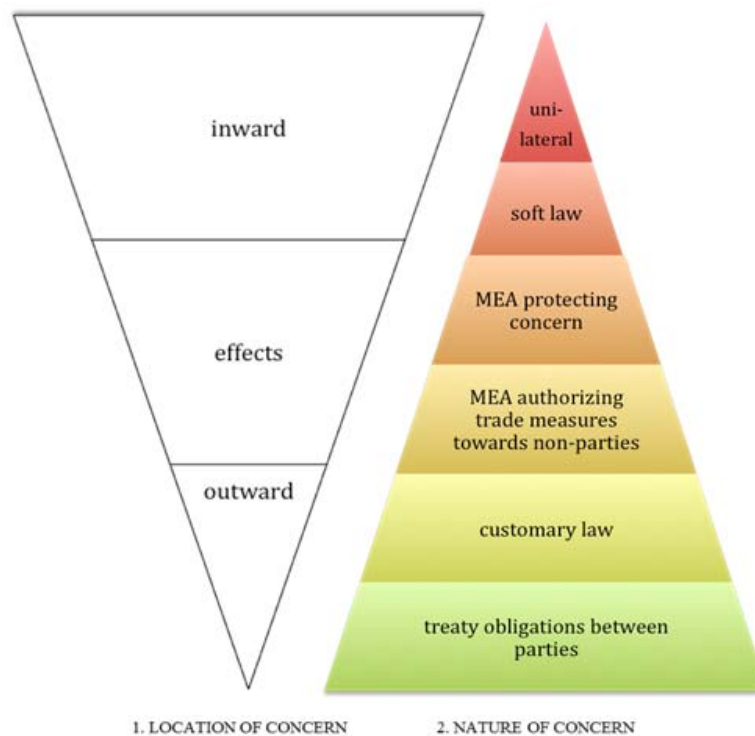 inward
effects
outward
uni-
lateral
soft law
MEA protecting
concern
MEA authorizing
trade measures
towards non-parties
customary law
treaty obligations between
parties
1. LOCATION OF CONCERN
2. NATURE OF CONCERN